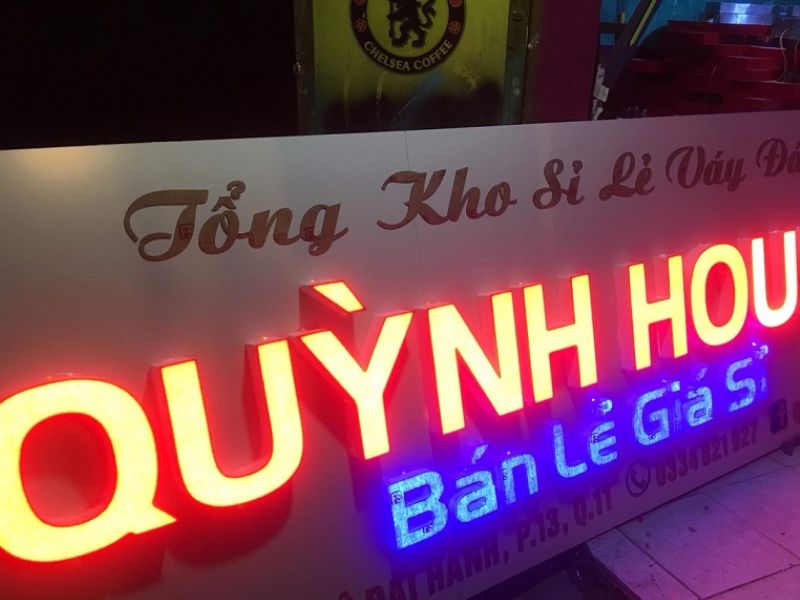 CHELSEA COFFEE
Tổng Kho Sỉ Lẻ Váy Đầ
QUỲNH HOU
Bán Lẻ Giá Sỉ
0334 821 927
ĐẠI HÀNH, P.13, Q.11